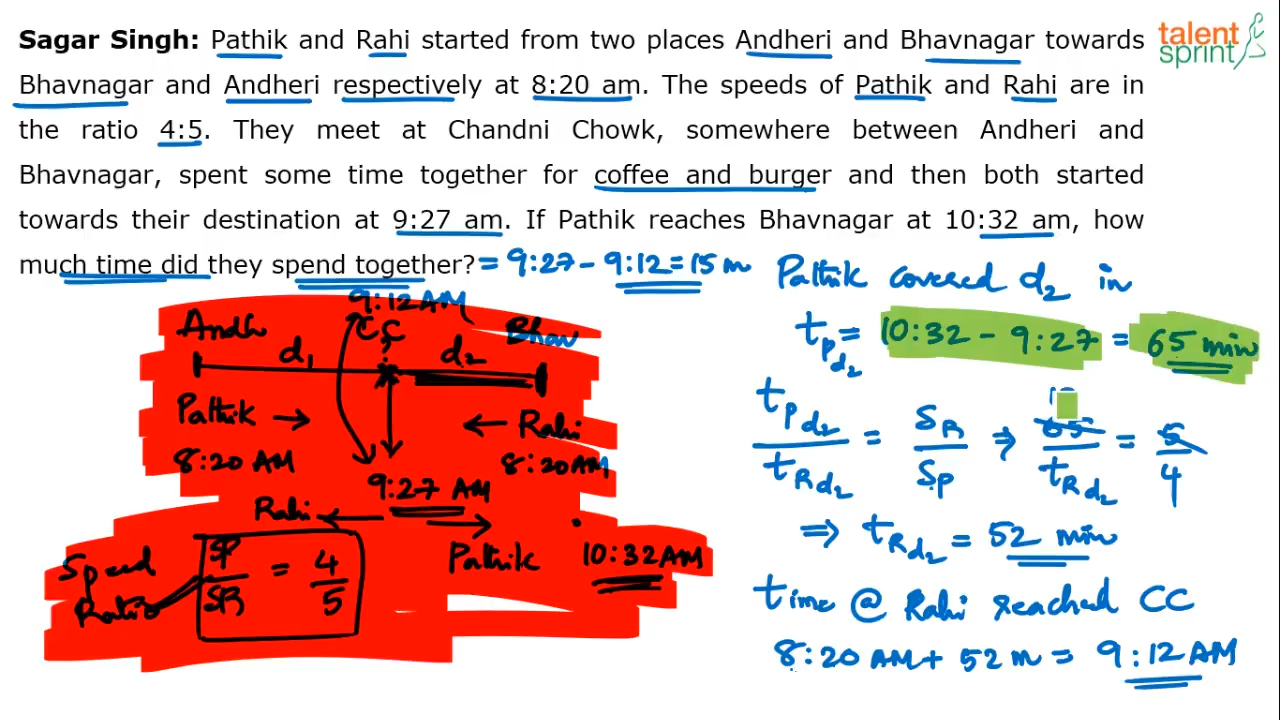 Sagar Singh: Pathik and Rahi started from two places Andheri and Bhavnagar towards
Bhavnagar and Andheri respectively at 8:20 am. The speeds of Pathik and Rahi are in
the ratio 4:5. They meet at Chandni Chowk, somewhere between Andheri and
Bhavnagar, spent some time together for coffee and burger and then both started
towards their destination at 9:27 am. If Pathik reaches Bhavnagar at 10:32 am, how
much time did they spend together? = 9:27 - 9:12 = 15 m
talent
sprint
9:12 AM
Andh CC Bhav
d1 d2
Pathik → ← Rahi
8:20 AM 8:20 AM
9:27 AM
Rahi ← → Pathik 10:32 AM
Speed Ratio SP/SR = 4/5
Pathik covered d2 in
tPd2 = 10:32 - 9:27 = 65 min
tPd2/tRd2 = SR/SP ⇒ 65/tRd2 = 5/4
⇒ tRd2 = 52 min
time @ Rahi reached CC
8:20 AM + 52 m = 9:12 AM